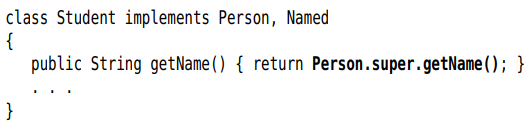 class Student implements Person, Named
{
public String getName() { return Person.super.getName(); }
. . .
}